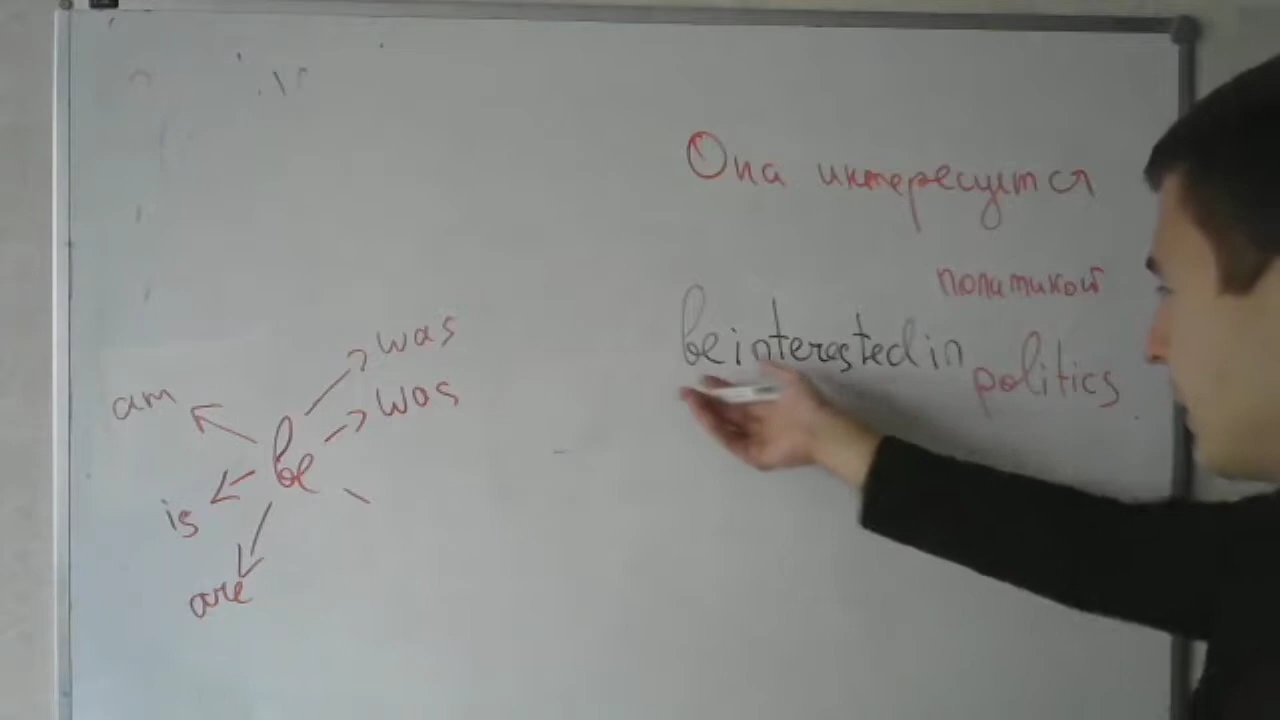 Она интересуется
политикой
be interested in
politics
was
was
am
be
is
are